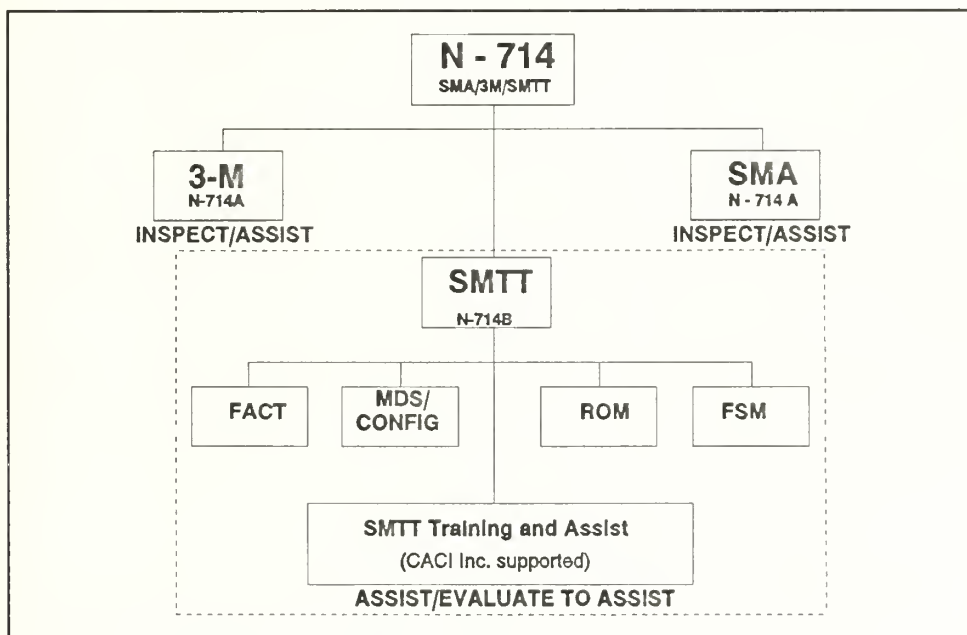 N - 714
SMA/3M/SMTT
3-M
N-714A
INSPECT/ASSIST
SMA
N - 714 A
INSPECT/ASSIST
SMTT
N-714B
FACT
MDS/
CONFIG
ROM
FSM
SMTT Training and Assist
(CACI Inc. supported)
ASSIST/EVALUATE TO ASSIST